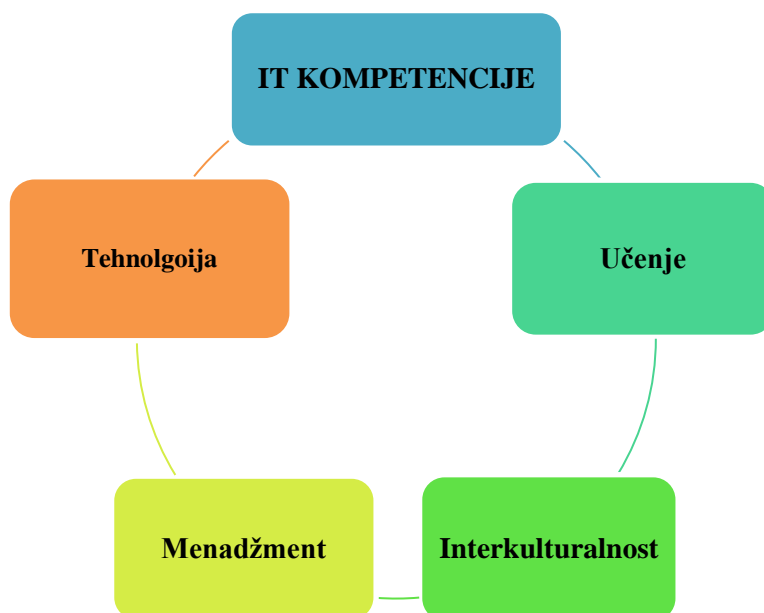 IT KOMPETENCIJE
Tehnolgoija
Učenje
Menadžment
Interkulturalnost